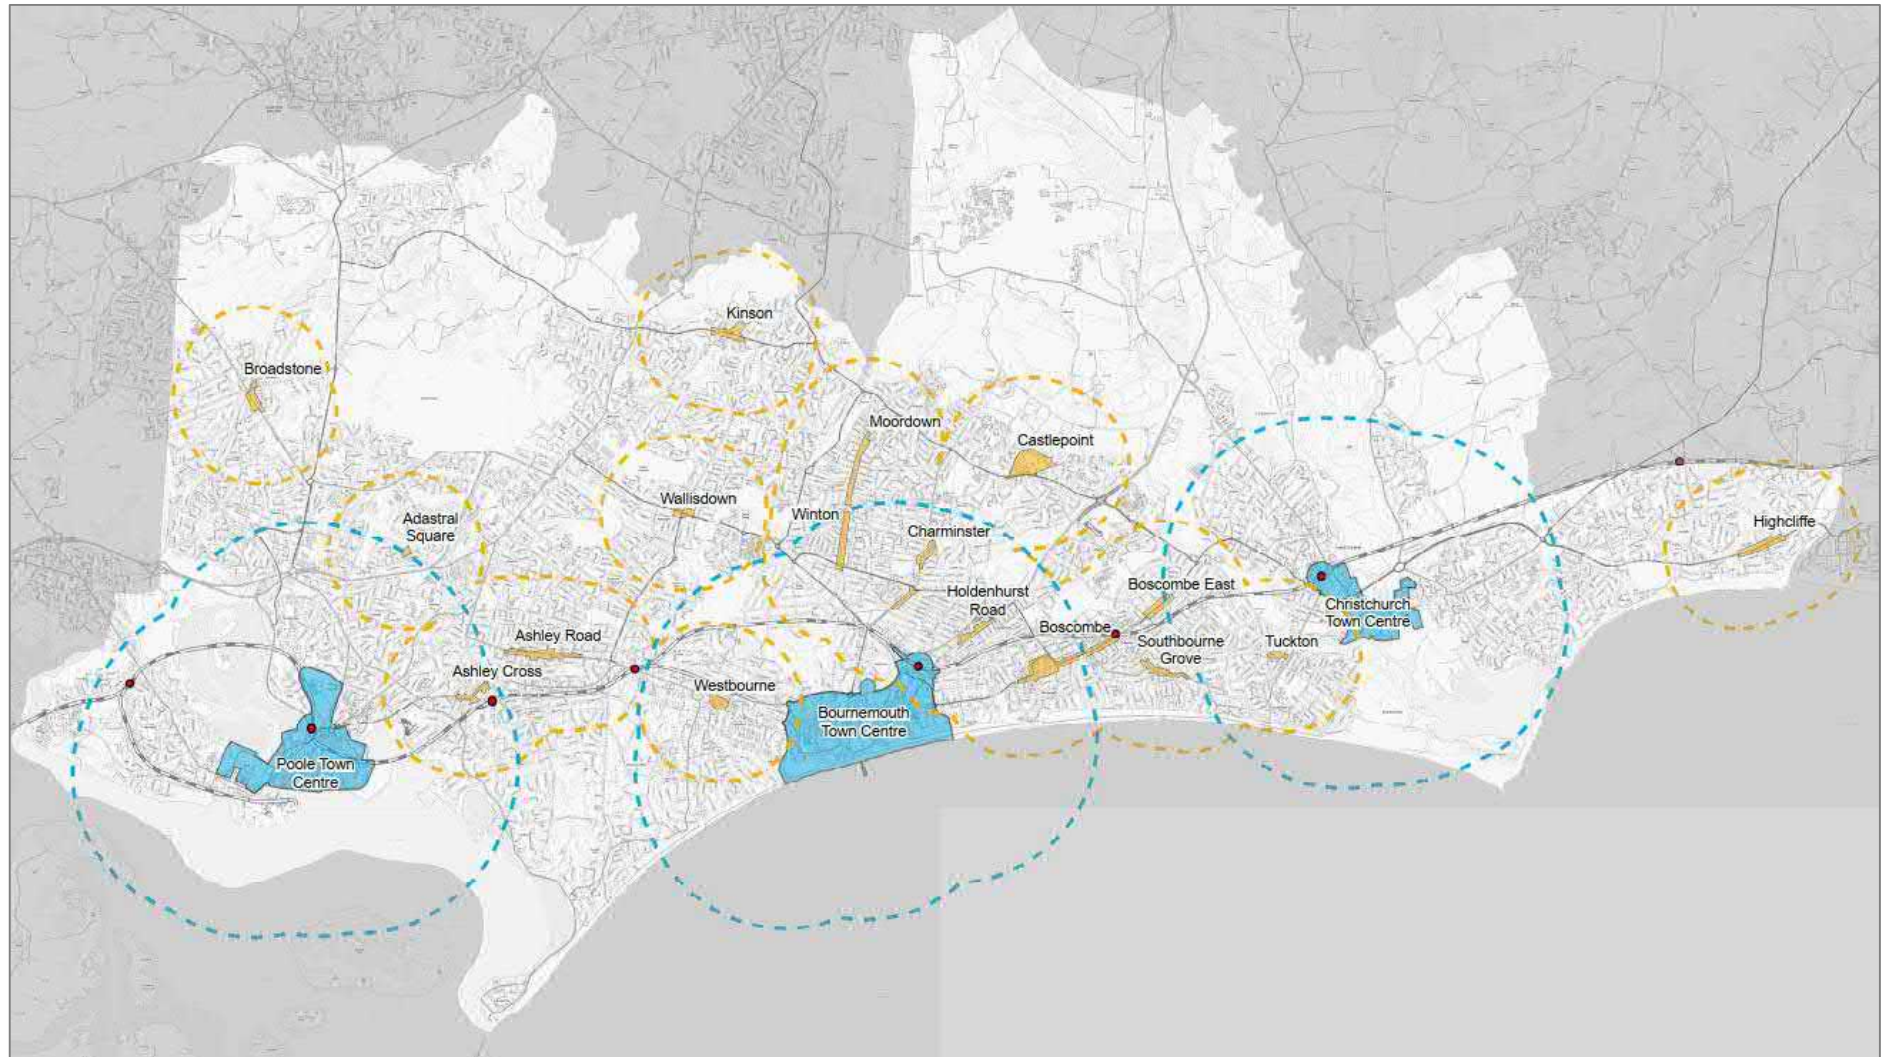 Kinson
Broadstone
Moordown
Castlepoint
Wallisdown
Winton
Adastral
Square
Charminster
Highcliffe
Holdenhurst
Road
Boscombe East
Christchurch
Town Centre
Boscombe
Southbourne
Grove
Tuckton
Ashley Road
Ashley Cross
Westbourne
Bournemouth
Town Centre
Poole Town
Centre